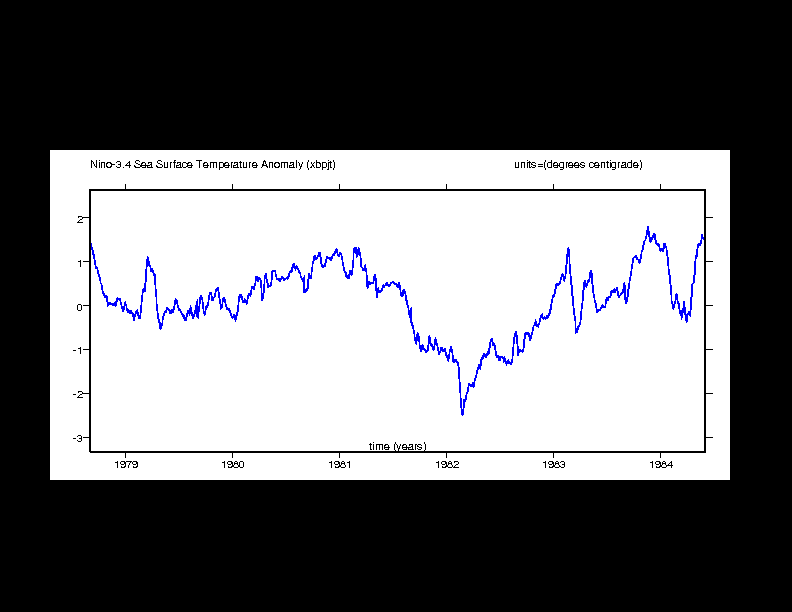 Nino-3.4 Sea Surface Temperature Anomaly (xbpjt) units=(degrees centigrade)
2
1
0
-1
-2
-3
time (years)
1979 1980 1981 1982 1983 1984